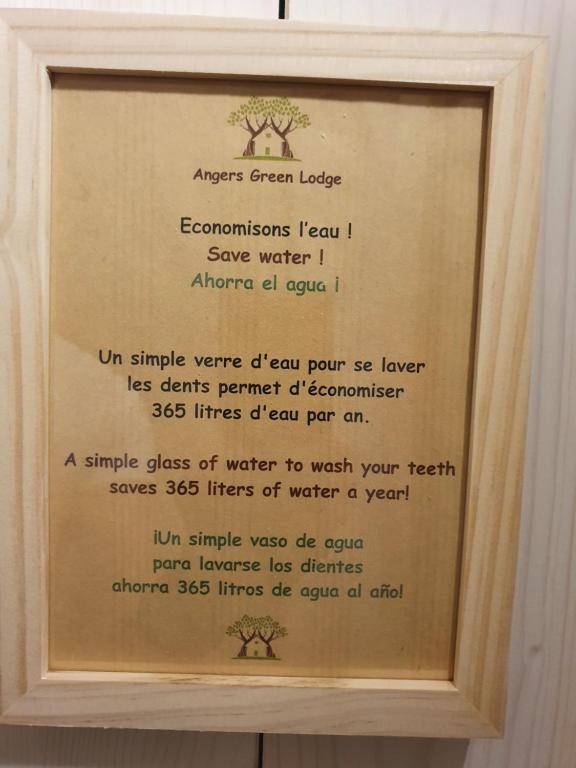 Angers Green Lodge
Economisons l'eau !
Save water !
Ahorra el agua ¡
Un simple verre d'eau pour se laver
les dents permet d'économiser
365 litres d'eau par an.
A simple glass of water to wash your teeth
saves 365 liters of water a year!
¡Un simple vaso de agua
para lavarse los dientes
ahorra 365 litros de agua al año!